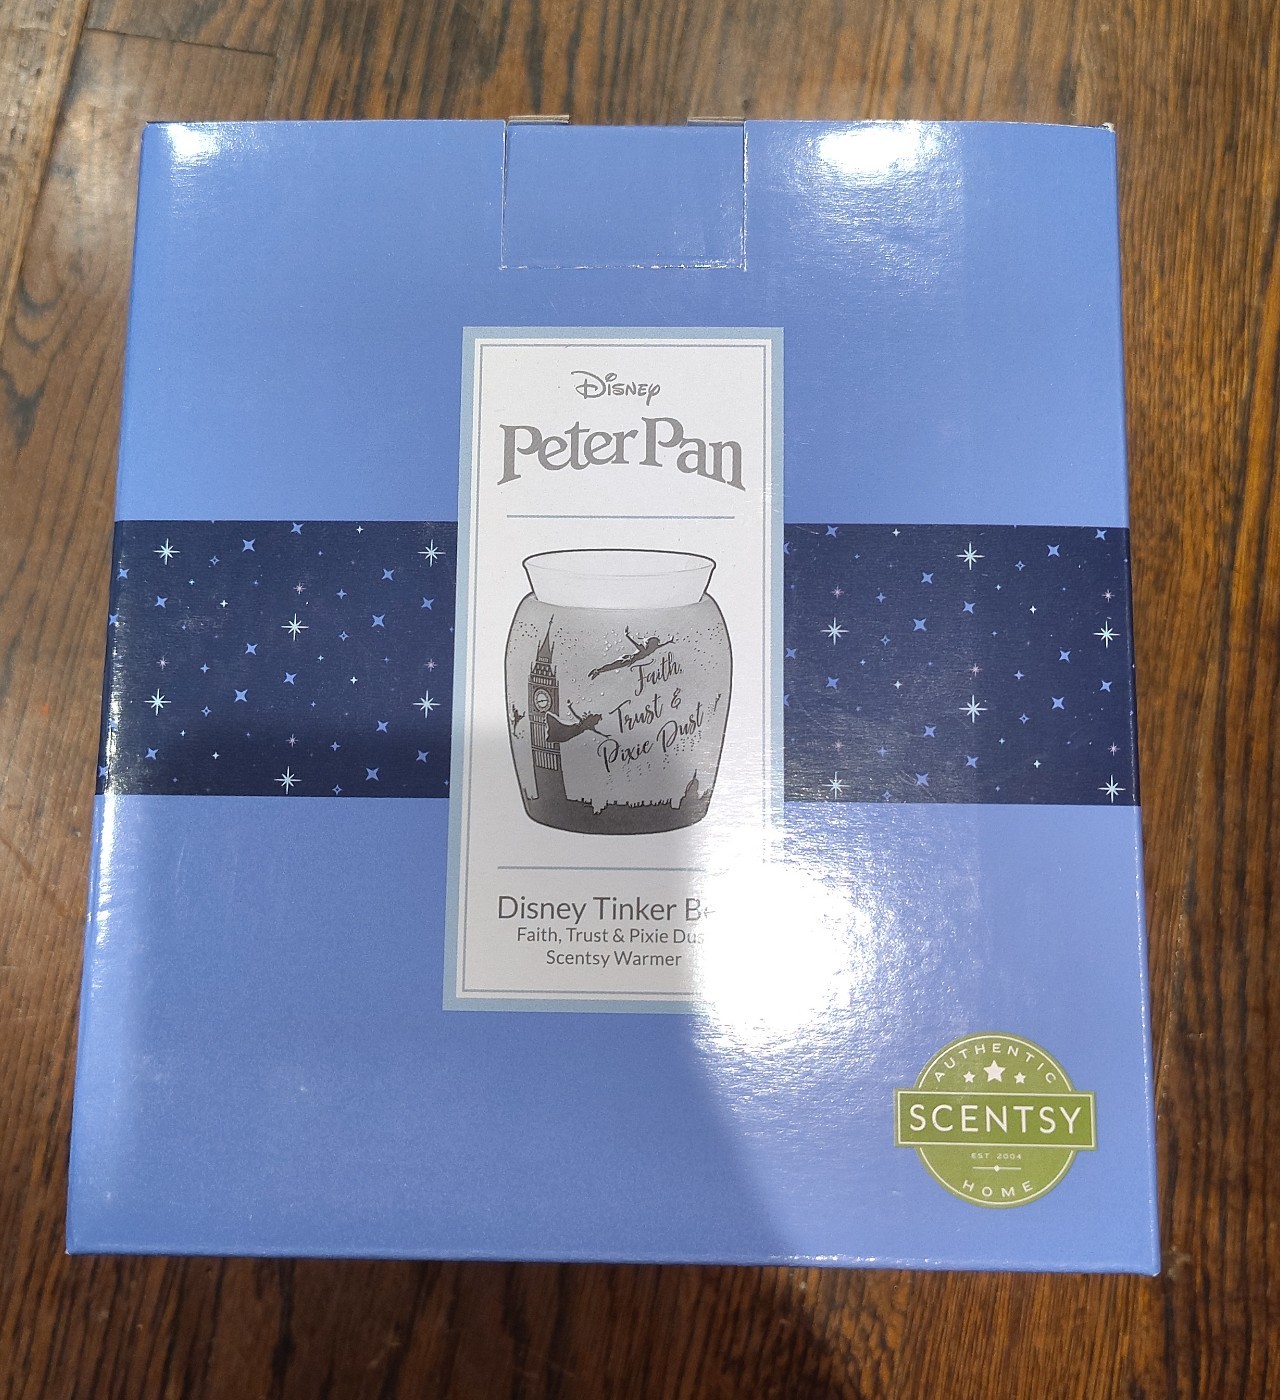 Disney
Peter Pan
Faith,
Trust &
Pixie Dust
Disney Tinker
Faith, Trust & Pixie
Scentsy Warmer
AUTHENTIC
SCENTSY
EST 2004
HOME